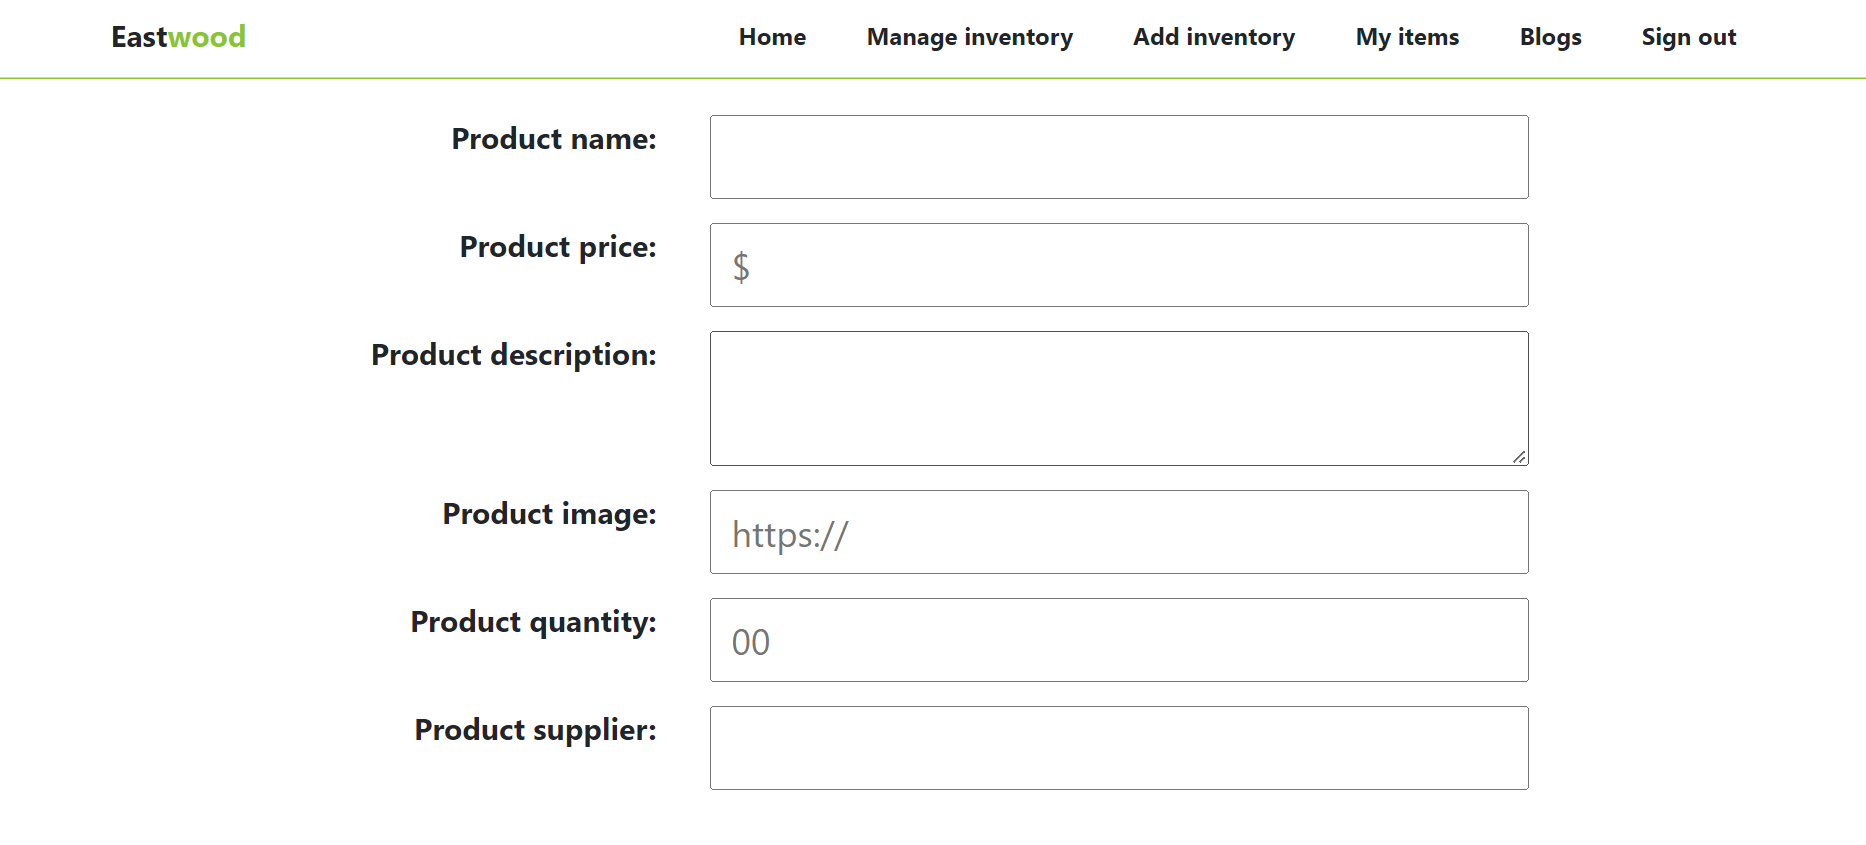 Eastwood Home Manage inventory Add inventory My items Blogs Sign out
Product name:
Product price: $
Product description:
Product image: https://
Product quantity: 00
Product supplier: